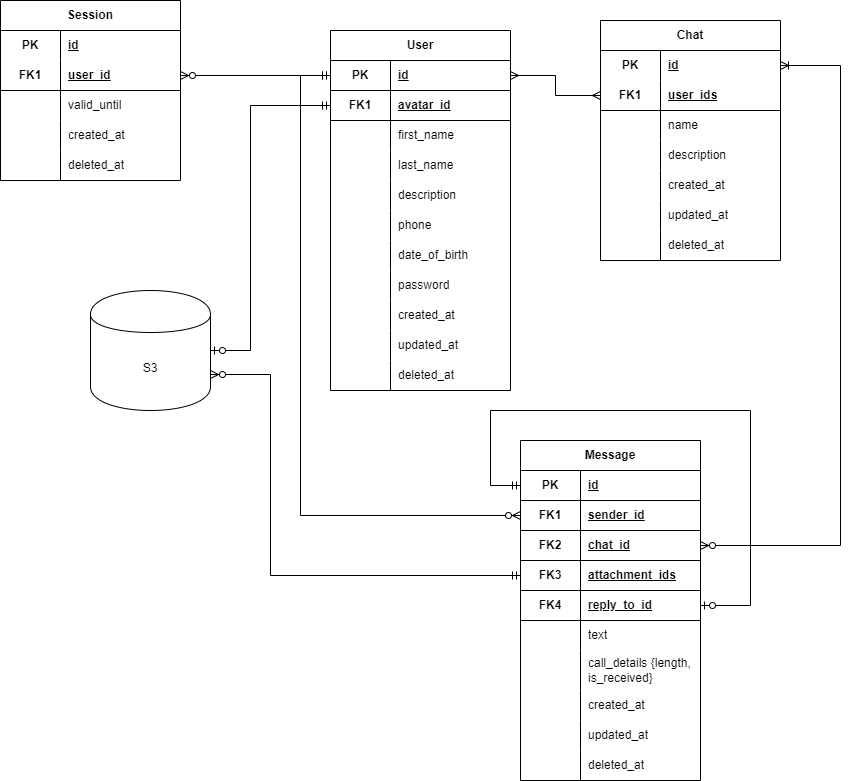 Session
PK id
FK1 user_id
valid_until
created_at
deleted_at
User
PK id
FK1 avatar_id
first_name
last_name
description
phone
date_of_birth
password
created_at
updated_at
deleted_at
Chat
PK id
FK1 user_ids
name
description
created_at
updated_at
deleted_at
S3
Message
PK id
FK1 sender_id
FK2 chat_id
FK3 attachment_ids
FK4 reply_to_id
text
call_details {length,
is_received}
created_at
updated_at
deleted_at